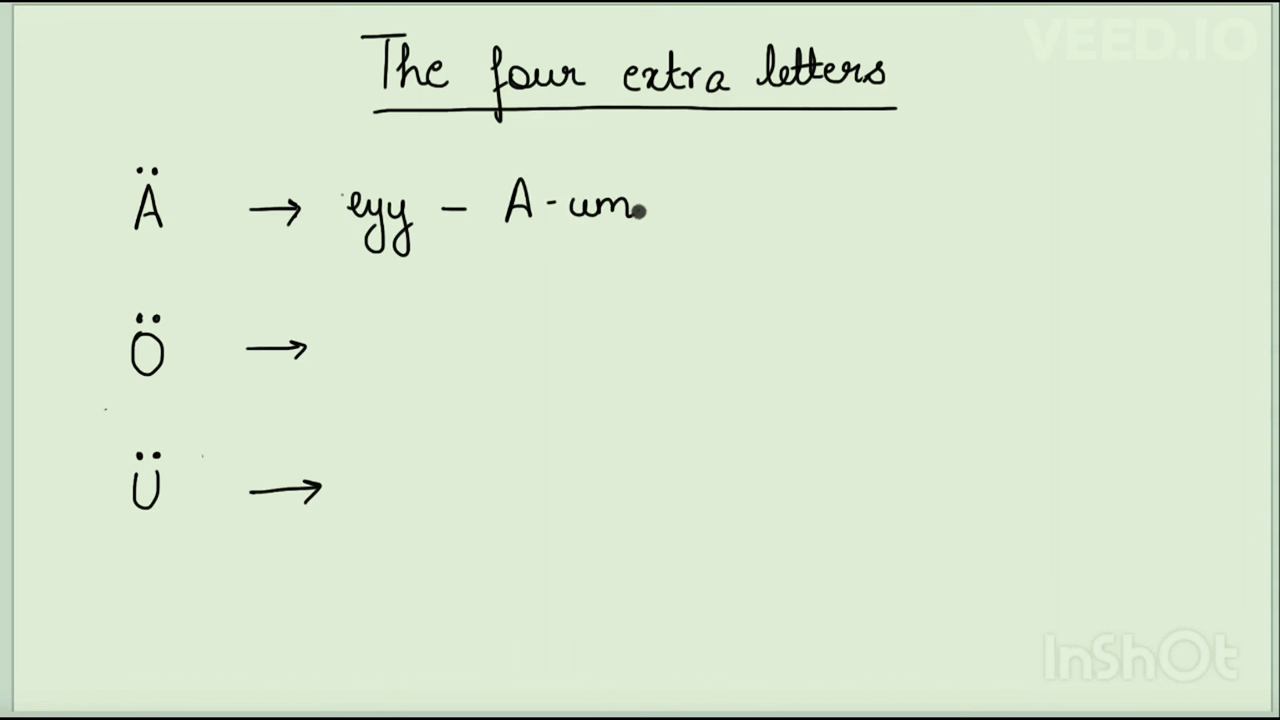 VEED.IO
The four extra letters
Ä → eyy - A-um
Ö →
Ü →
InShOt